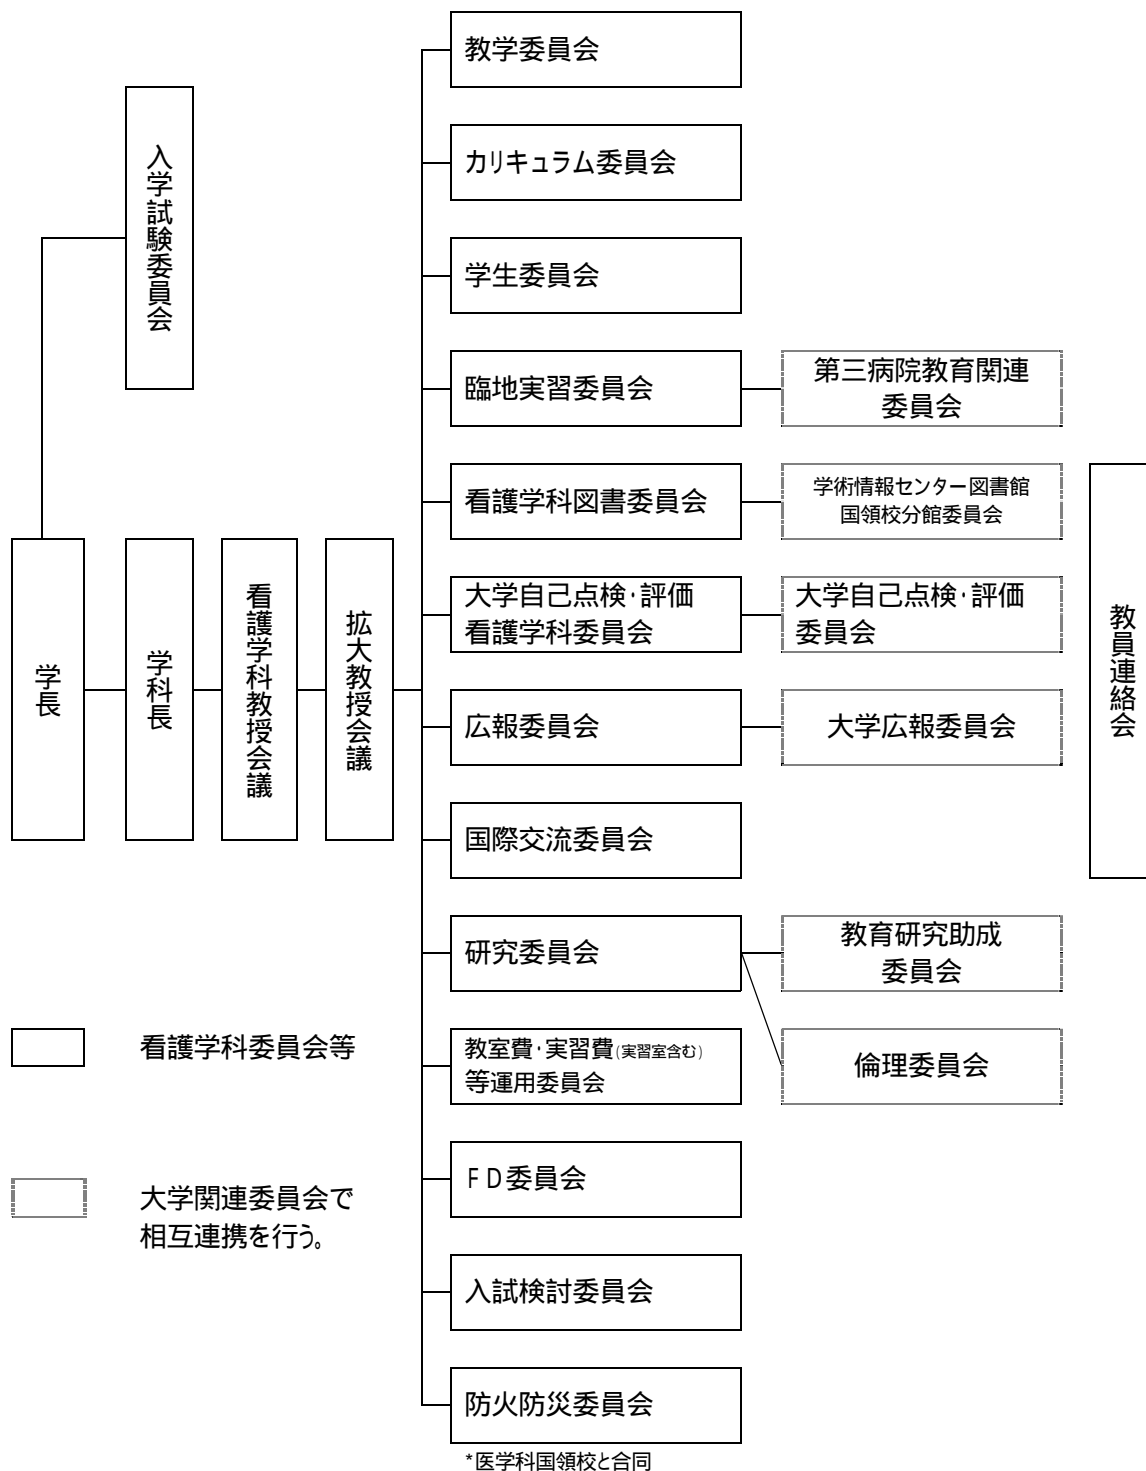 教学委員会
入学試験委員会
カリキュラム委員会
学生委員会
臨地実習委員会
第三病院教育関連
委員会
看護学科図書委員会
学術情報センター図書館
国領校分館委員会
学長
学科長
看護学科教授会議
拡大教授会議
大学自己点検･評価
看護学科委員会
大学自己点検･評価
委員会
教員連絡会
広報委員会
大学広報委員会
国際交流委員会
研究委員会
教育研究助成
委員会
看護学科委員会等
教室費･実習費(実習室含む)
等運用委員会
倫理委員会
ＦＤ委員会
大学関連委員会で
相互連携を行う。
入試検討委員会
防火防災委員会
*医学科国領校と合同